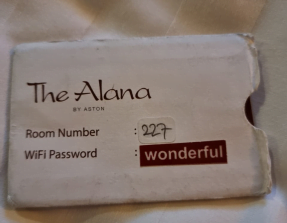 The Alana
BY ASTON
Room Number : 227
WiFi Password : wonderful